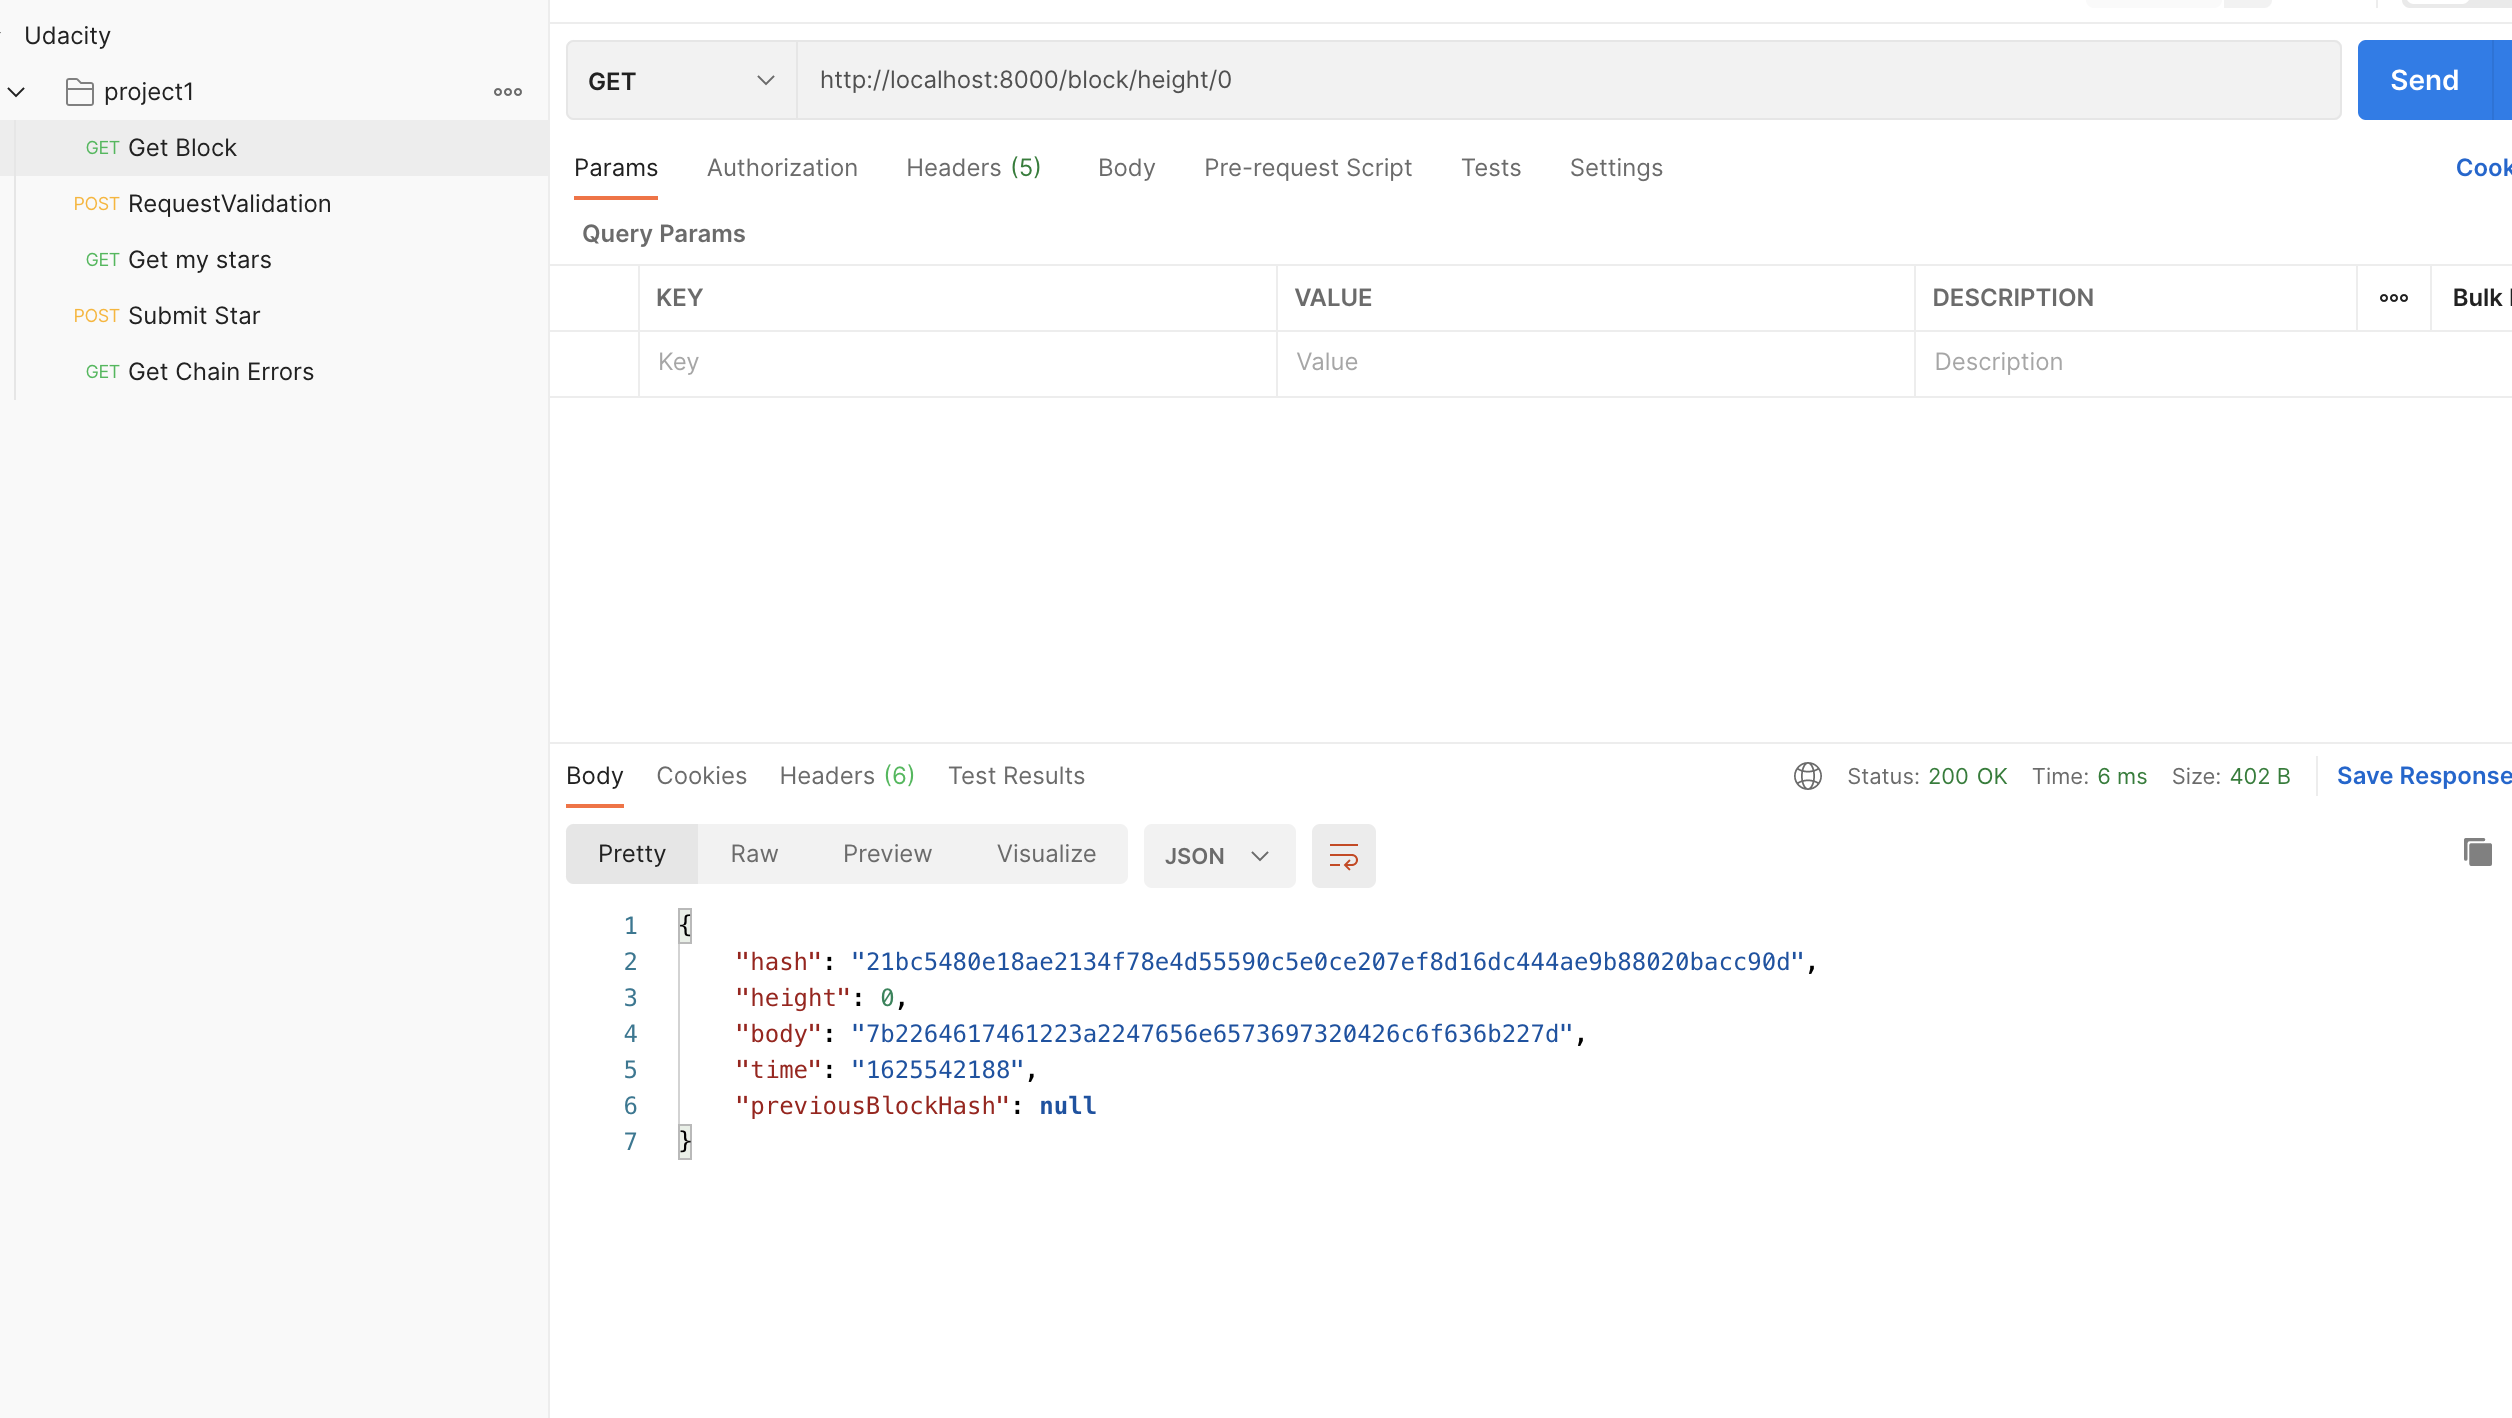 Udacity
project1
GET Get Block
POST RequestValidation
GET Get my stars
POST Submit Star
GET Get Chain Errors
GET http://localhost:8000/block/height/0 Send
Params Authorization Headers (5) Body Pre-request Script Tests Settings Cook
Query Params
KEY VALUE DESCRIPTION Bulk
Key Value Description
Body Cookies Headers (6) Test Results Status: 200 OK Time: 6 ms Size: 402 B Save Response
Pretty Raw Preview Visualize JSON
1 {
2 "hash": "21bc5480e18ae2134f78e4d55590c5e0ce207ef8d16dc444ae9b88020bacc90d",
3 "height": 0,
4 "body": "7b2264617461223a2247656e6573697320426c6f636b227d",
5 "time": "1625542188",
6 "previousBlockHash": null
7 }